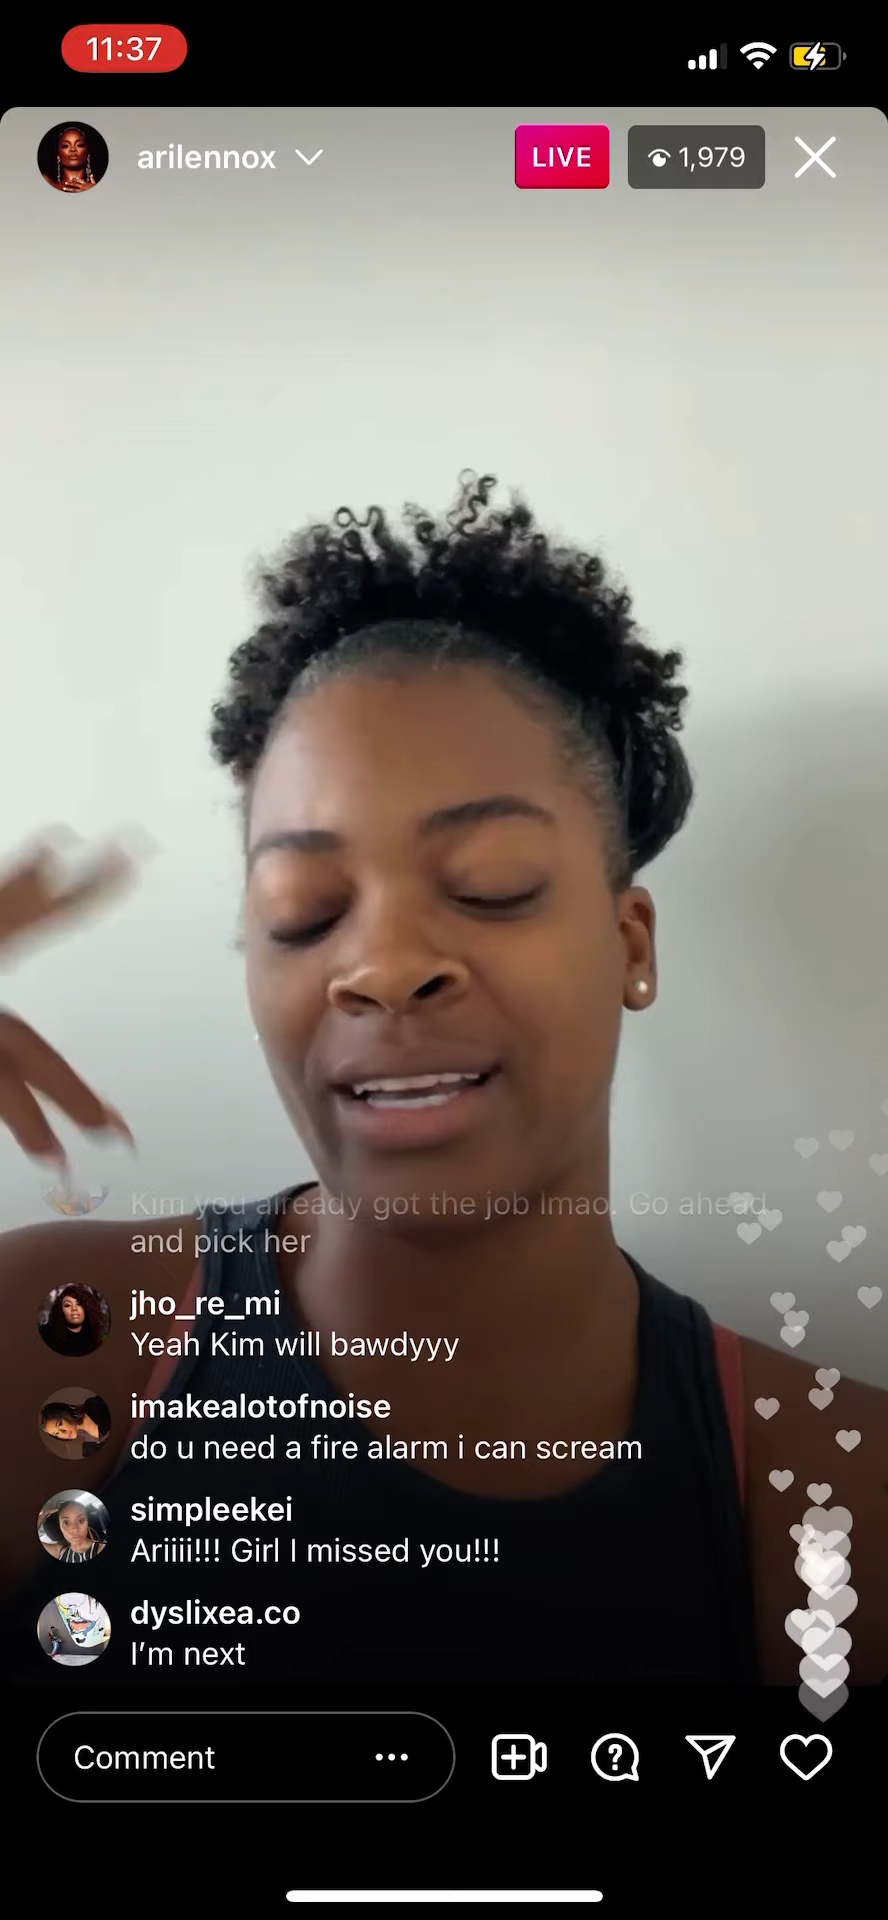 11:37
arilennox
LIVE
1,979
Kim you already got the job lmao. Go ahead
and pick her
jho_re_mi
Yeah Kim will bawdyyy
imakealotofnoise
do u need a fire alarm i can scream
simpleekei
Ariiii!!! Girl I missed you!!!
dyslixea.co
I’m next
Comment